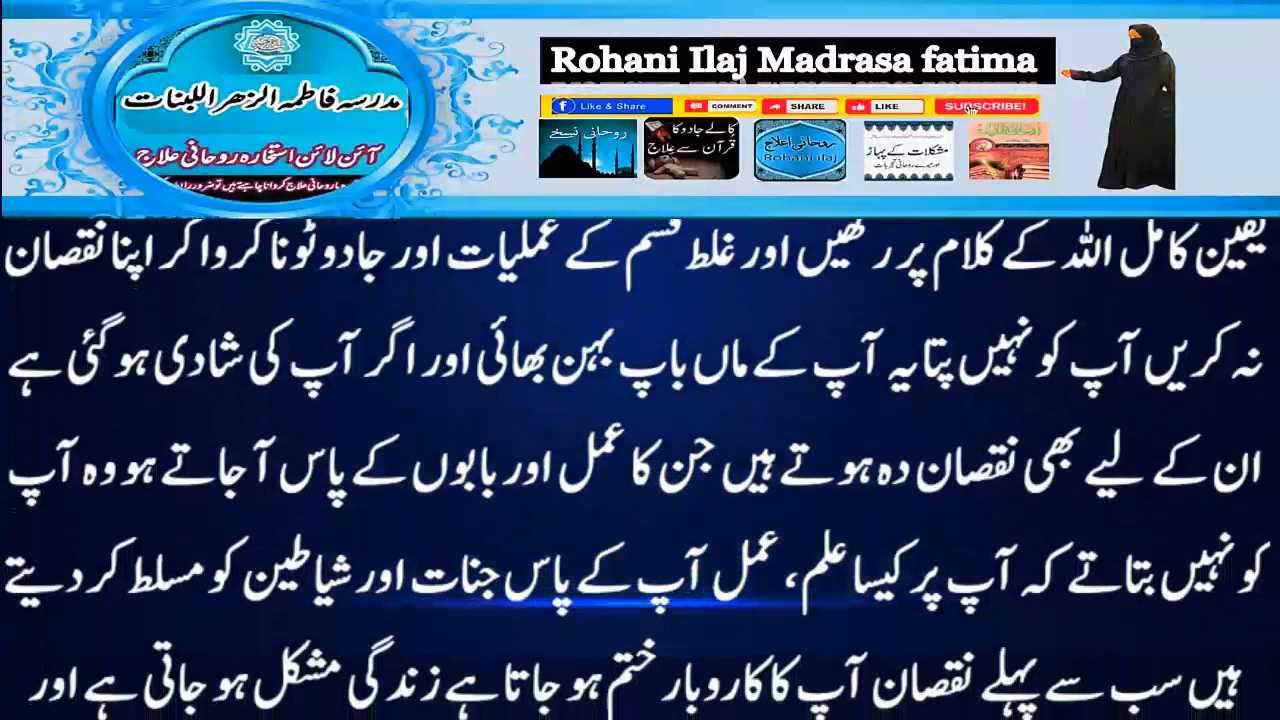 مدرسہ فاطمہ الزھرا للبنات
آئن لائن استخارہ روحانی علاج
Rohani Ilaj Madrasa fatima
Like & Share
COMMENT
SHARE
LIKE
SUBSCRIBE!
روحانی نسخ
کالے جادو کا
قرآن سے علاج
روحانی علاج
Rohani ilaj
مشکلات کے پہاڑ
یقین کامل اللہ کے کلام پر رکھیں اور غلط قسم کے عملیات اور جادو ٹونا کروا کر اپنا نقصان
نہ کریں آپ کو نہیں پتا یہ آپ کے ماں باپ بہن بھائی اور اگر آپ کی شادی ہو گئی ہے
ان کے لیے بھی نقصان دہ ہوتے ہیں جن کا عمل اور بابوں کے پاس آ جاتے ہو وہ آپ
کو نہیں بتاتے کہ آپ پر کیسا علم، عمل آپ کے پاس جنات اور شیاطین کو مسلط کر دیتے
ہیں سب سے پہلے نقصان آپ کا کاروبار ختم ہو جاتا ہے زندگی مشکل ہو جاتی ہے اور